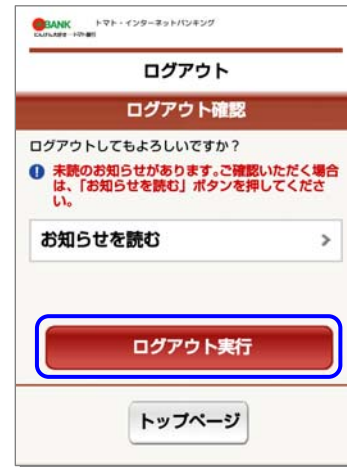 BANK トマト・インターネットバンキング
ログアウト
ログアウト確認
ログアウトしてもよろしいですか？
未読のお知らせがあります。ご確認いただく場合
は、「お知らせを読む」ボタンを押してくださ
い。
お知らせを読む
ログアウト実行
トップページ